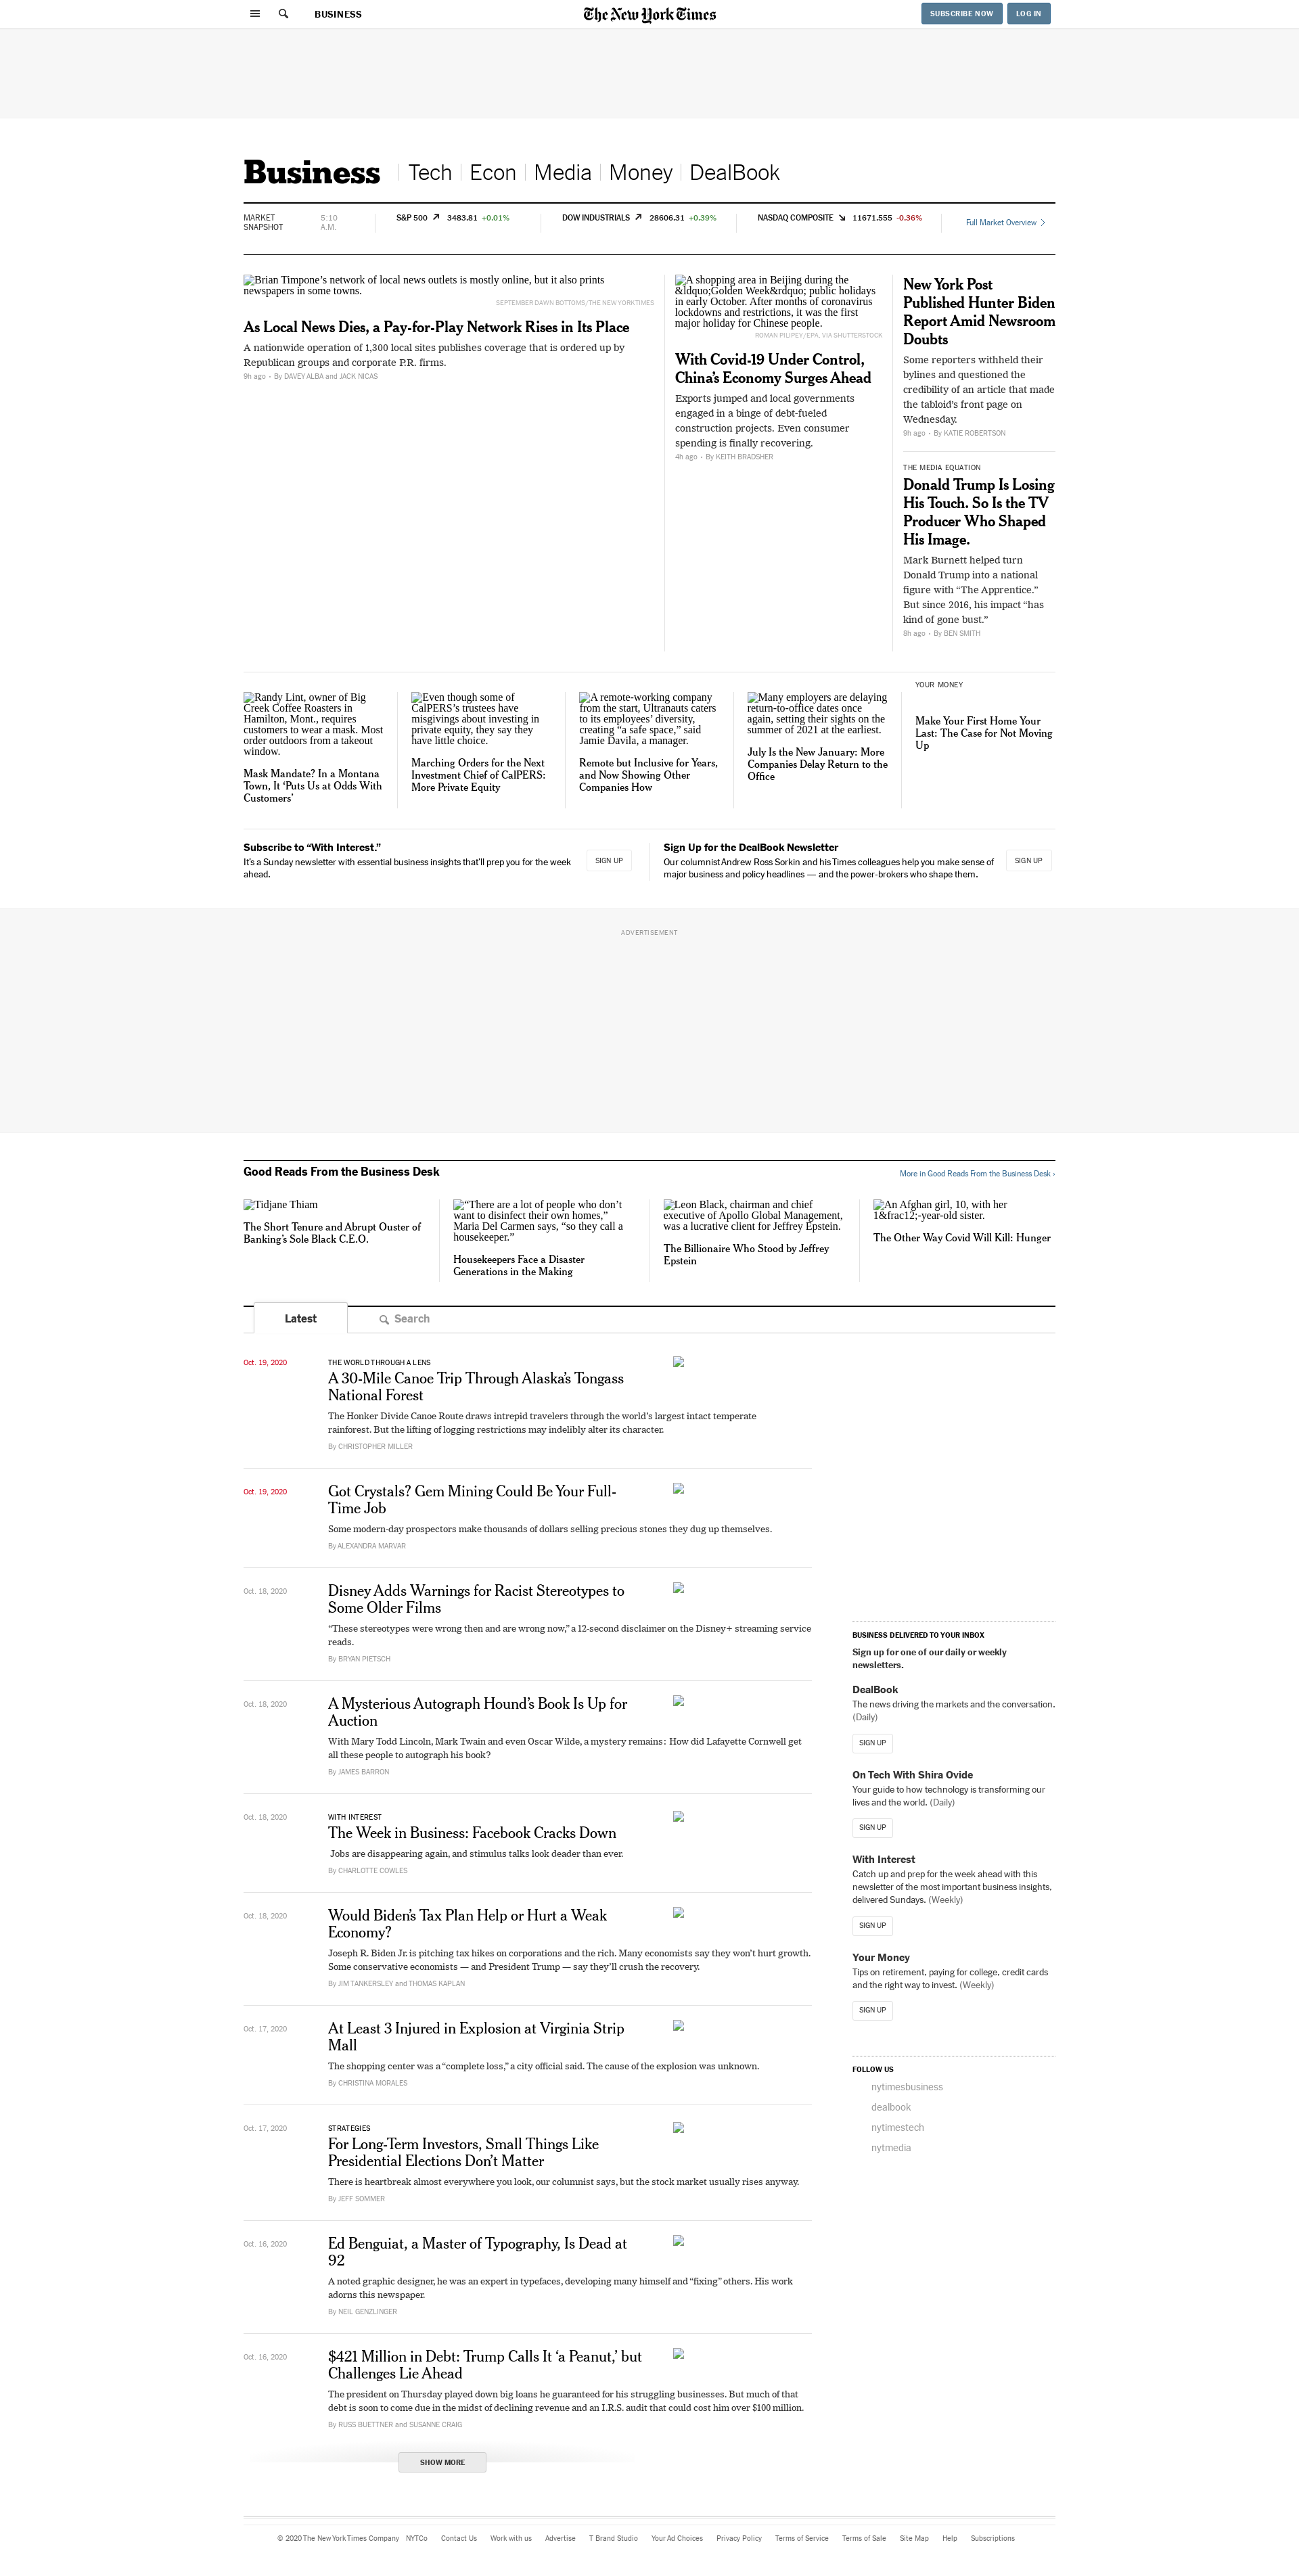 BUSINESS
The New York Times
SUBSCRIBE NOW
LOG IN
Business
Tech
Econ
Media
Money
DealBook
MARKET
SNAPSHOT
5:10
A.M.
S&P 500 3483.81 +0.01%
DOW INDUSTRIALS 28606.31 +0.39%
NASDAQ COMPOSITE 11671.555 -0.36%
Full Market Overview
Brian Timpone’s network of local news outlets is mostly online, but it also prints
newspapers in some towns.
SEPTEMBER DAWN BOTTOMS/THE NEW YORK TIMES
As Local News Dies, a Pay-for-Play Network Rises in Its Place
A nationwide operation of 1,300 local sites publishes coverage that is ordered up by
Republican groups and corporate P.R. firms.
9h ago • By DAVEY ALBA and JACK NICAS
A shopping area in Beijing during the
&ldquo;Golden Week&rdquo; public holidays
in early October. After months of coronavirus
lockdowns and restrictions, it was the first
major holiday for Chinese people.
ROMAN PILIPEY/EPA, VIA SHUTTERSTOCK
With Covid-19 Under Control,
China’s Economy Surges Ahead
Exports jumped and local governments
engaged in a binge of debt-fueled
construction projects. Even consumer
spending is finally recovering.
4h ago • By KEITH BRADSHER
New York Post
Published Hunter Biden
Report Amid Newsroom
Doubts
Some reporters withheld their
bylines and questioned the
credibility of an article that made
the tabloid’s front page on
Wednesday.
9h ago • By KATIE ROBERTSON
THE MEDIA EQUATION
Donald Trump Is Losing
His Touch. So Is the TV
Producer Who Shaped
His Image.
Mark Burnett helped turn
Donald Trump into a national
figure with “The Apprentice.”
But since 2016, his impact “has
kind of gone bust.”
8h ago • By BEN SMITH
Randy Lint, owner of Big
Creek Coffee Roasters in
Hamilton, Mont., requires
customers to wear a mask. Most
order outdoors from a takeout
window.
Mask Mandate? In a Montana
Town, It ‘Puts Us at Odds With
Customers’
Even though some of
CalPERS’s trustees have
misgivings about investing in
private equity, they say they
have little choice.
Marching Orders for the Next
Investment Chief of CalPERS:
More Private Equity
A remote-working company
from the start, Ultranauts caters
to its employees’ diversity,
creating “a safe space,” said
Jamie Davila, a manager.
Remote but Inclusive for Years,
and Now Showing Other
Companies How
Many employers are delaying
return-to-office dates once
again, setting their sights on the
summer of 2021 at the earliest.
July Is the New January: More
Companies Delay Return to the
Office
YOUR MONEY
Make Your First Home Your
Last: The Case for Not Moving
Up
Subscribe to “With Interest.”
It’s a Sunday newsletter with essential business insights that’ll prep you for the week
ahead.
SIGN UP
Sign Up for the DealBook Newsletter
Our columnist Andrew Ross Sorkin and his Times colleagues help you make sense of
major business and policy headlines — and the power-brokers who shape them.
SIGN UP
ADVERTISEMENT
Good Reads From the Business Desk
More in Good Reads From the Business Desk ›
Tidjane Thiam
The Short Tenure and Abrupt Ouster of
Banking’s Sole Black C.E.O.
“There are a lot of people who don’t
want to disinfect their own homes,”
Maria Del Carmen says, “so they call a
housekeeper.”
Housekeepers Face a Disaster
Generations in the Making
Leon Black, chairman and chief
executive of Apollo Global Management,
was a lucrative client for Jeffrey Epstein.
The Billionaire Who Stood by Jeffrey
Epstein
An Afghan girl, 10, with her
1&frac12;-year-old sister.
The Other Way Covid Will Kill: Hunger
Latest
Search
Oct. 19, 2020
THE WORLD THROUGH A LENS
A 30-Mile Canoe Trip Through Alaska’s Tongass
National Forest
The Honker Divide Canoe Route draws intrepid travelers through the world’s largest intact temperate
rainforest. But the lifting of logging restrictions may indelibly alter its character.
By CHRISTOPHER MILLER
Oct. 19, 2020
Got Crystals? Gem Mining Could Be Your Full-
Time Job
Some modern-day prospectors make thousands of dollars selling precious stones they dug up themselves.
By ALEXANDRA MARVAR
Oct. 18, 2020
Disney Adds Warnings for Racist Stereotypes to
Some Older Films
“These stereotypes were wrong then and are wrong now,” a 12-second disclaimer on the Disney+ streaming service
reads.
By BRYAN PIETSCH
Oct. 18, 2020
A Mysterious Autograph Hound’s Book Is Up for
Auction
With Mary Todd Lincoln, Mark Twain and even Oscar Wilde, a mystery remains: How did Lafayette Cornwell get
all these people to autograph his book?
By JAMES BARRON
Oct. 18, 2020
WITH INTEREST
The Week in Business: Facebook Cracks Down
Jobs are disappearing again, and stimulus talks look deader than ever.
By CHARLOTTE COWLES
Oct. 18, 2020
Would Biden’s Tax Plan Help or Hurt a Weak
Economy?
Joseph R. Biden Jr. is pitching tax hikes on corporations and the rich. Many economists say they won’t hurt growth.
Some conservative economists — and President Trump — say they’ll crush the recovery.
By JIM TANKERSLEY and THOMAS KAPLAN
Oct. 17, 2020
At Least 3 Injured in Explosion at Virginia Strip
Mall
The shopping center was a “complete loss,” a city official said. The cause of the explosion was unknown.
By CHRISTINA MORALES
Oct. 17, 2020
STRATEGIES
For Long-Term Investors, Small Things Like
Presidential Elections Don’t Matter
There is heartbreak almost everywhere you look, our columnist says, but the stock market usually rises anyway.
By JEFF SOMMER
Oct. 16, 2020
Ed Benguiat, a Master of Typography, Is Dead at
92
A noted graphic designer, he was an expert in typefaces, developing many himself and “fixing” others. His work
adorns this newspaper.
By NEIL GENZLINGER
Oct. 16, 2020
$421 Million in Debt: Trump Calls It ‘a Peanut,’ but
Challenges Lie Ahead
The president on Thursday played down big loans he guaranteed for his struggling businesses. But much of that
debt is soon to come due in the midst of declining revenue and an I.R.S. audit that could cost him over $100 million.
By RUSS BUETTNER and SUSANNE CRAIG
SHOW MORE
BUSINESS DELIVERED TO YOUR INBOX
Sign up for one of our daily or weekly
newsletters.
DealBook
The news driving the markets and the conversation.
(Daily)
SIGN UP
On Tech With Shira Ovide
Your guide to how technology is transforming our
lives and the world. (Daily)
SIGN UP
With Interest
Catch up and prep for the week ahead with this
newsletter of the most important business insights,
delivered Sundays. (Weekly)
SIGN UP
Your Money
Tips on retirement, paying for college, credit cards
and the right way to invest. (Weekly)
SIGN UP
FOLLOW US
nytimesbusiness
dealbook
nytimestech
nytmedia
© 2020 The New York Times Company NYTCo Contact Us Work with us Advertise T Brand Studio Your Ad Choices Privacy Policy Terms of Service Terms of Sale Site Map Help Subscriptions